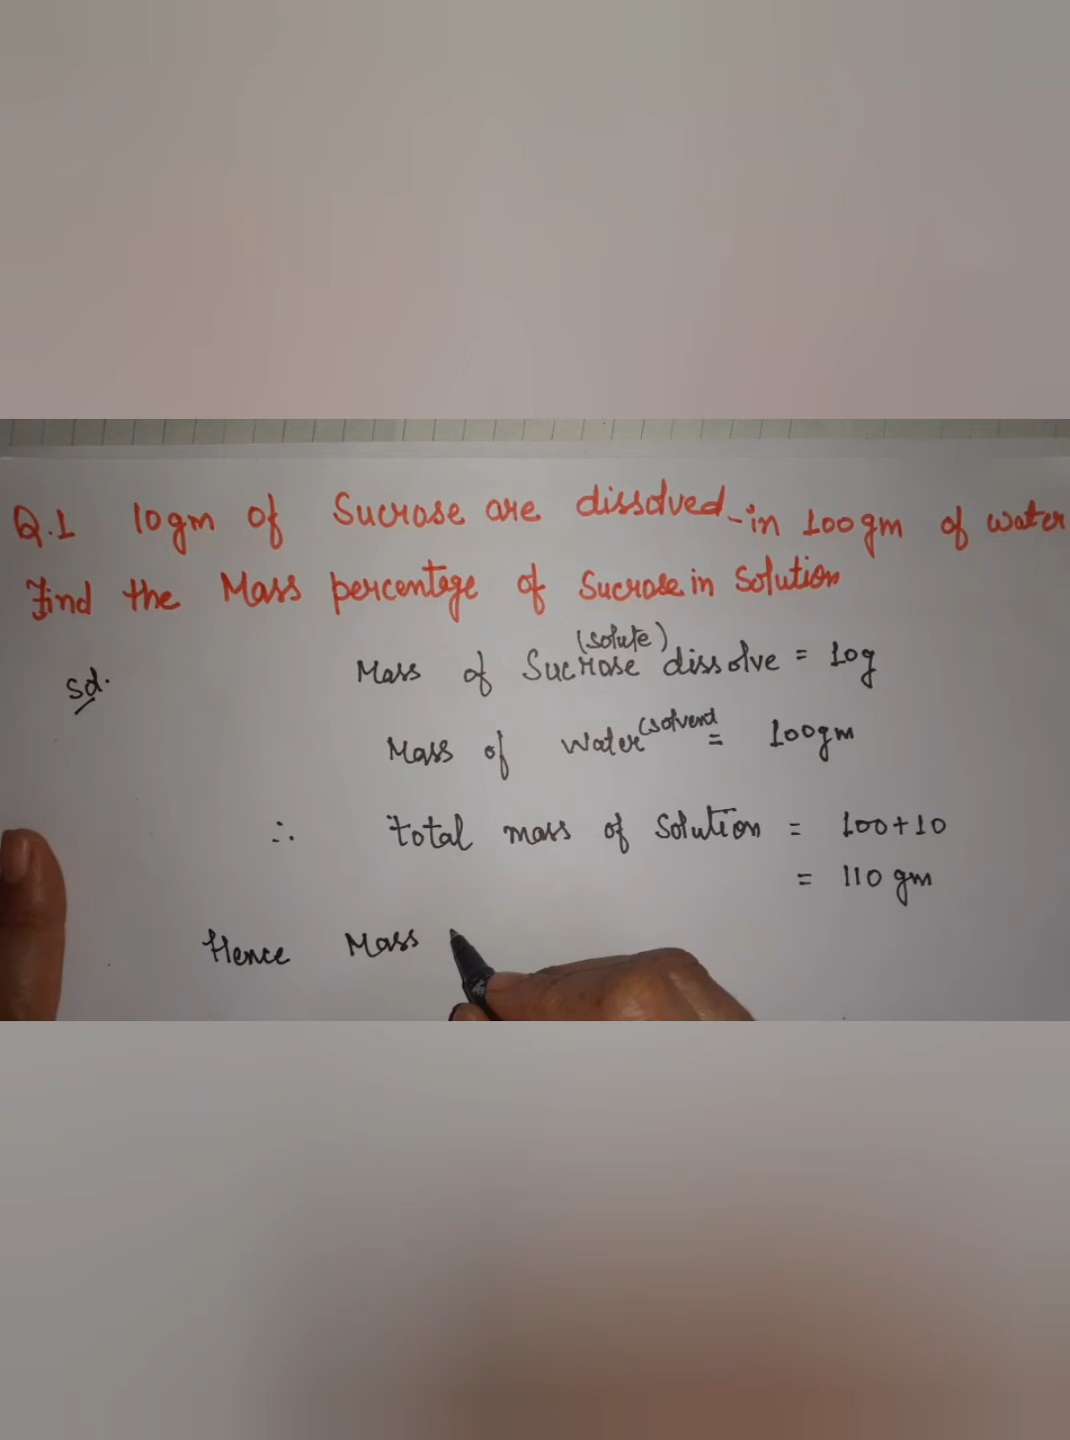 Q.1 10gm of Sucrose are dissolved in 100gm of water
Find the Mass percentage of Sucrose in Solution
Sol.
(Solute)
Mass of Sucrose dissolve = 10g
Mass of Water (solvent = 100gm
∴ total mass of Solution = 100+10
= 110 gm
Hence Mass